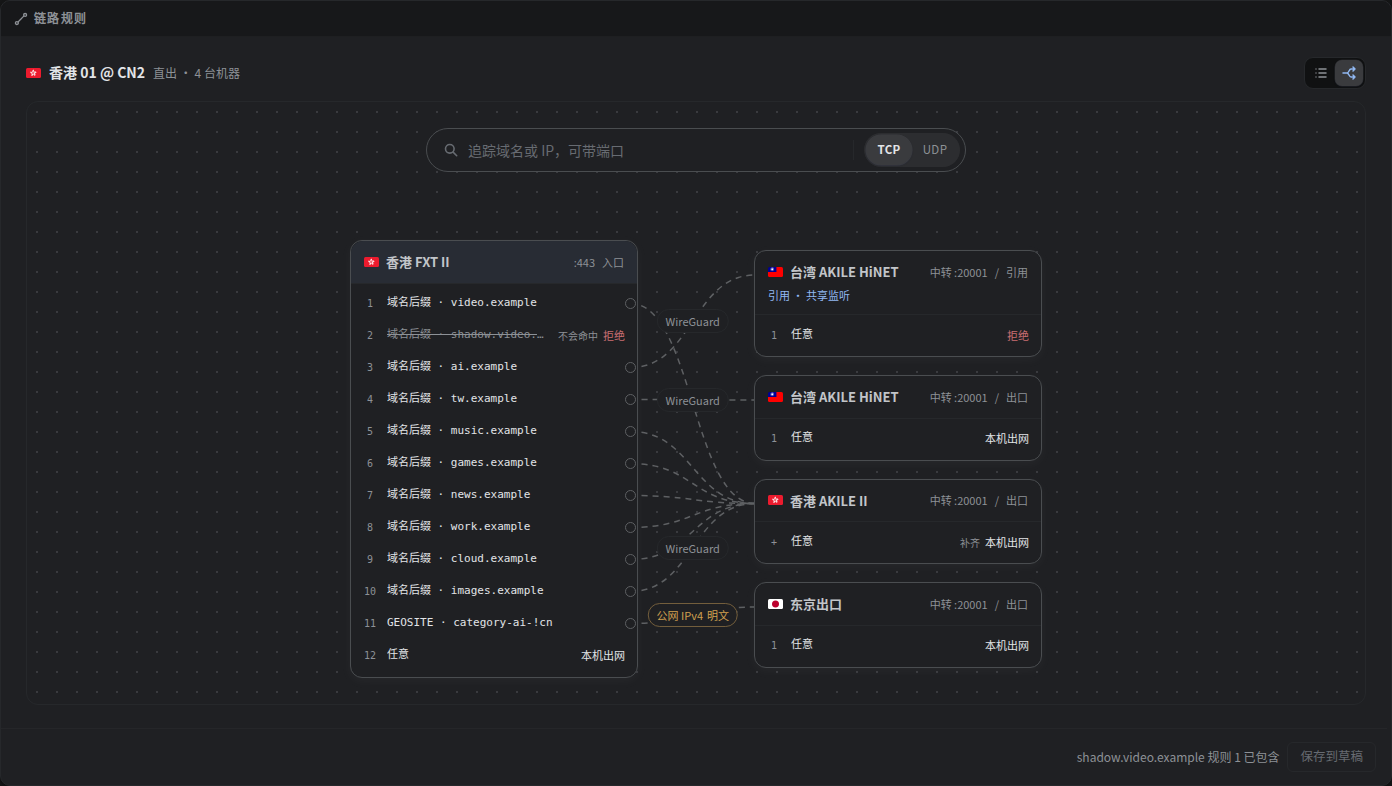 链路规则
香港 01 @ CN2 直出 · 4 台机器
追踪域名或 IP，可带端口 TCP UDP
香港 FXT II :443 入口
1 域名后缀 · video.example
2 域名后缀 · shadow.video.… 不会命中 拒绝
3 域名后缀 · ai.example
4 域名后缀 · tw.example
5 域名后缀 · music.example
6 域名后缀 · games.example
7 域名后缀 · news.example
8 域名后缀 · work.example
9 域名后缀 · cloud.example
10 域名后缀 · images.example
11 GEOSITE · category-ai-!cn
12 任意 本机出网
WireGuard
WireGuard
WireGuard
公网 IPv4 明文
台湾 AKILE HiNET 中转 :20001 / 引用
引用 · 共享监听
1 任意 拒绝
台湾 AKILE HiNET 中转 :20001 / 出口
1 任意 本机出网
香港 AKILE II 中转 :20001 / 出口
+ 任意 补齐 本机出网
东京出口 中转 :20001 / 出口
1 任意 本机出网
shadow.video.example 规则 1 已包含 保存到草稿